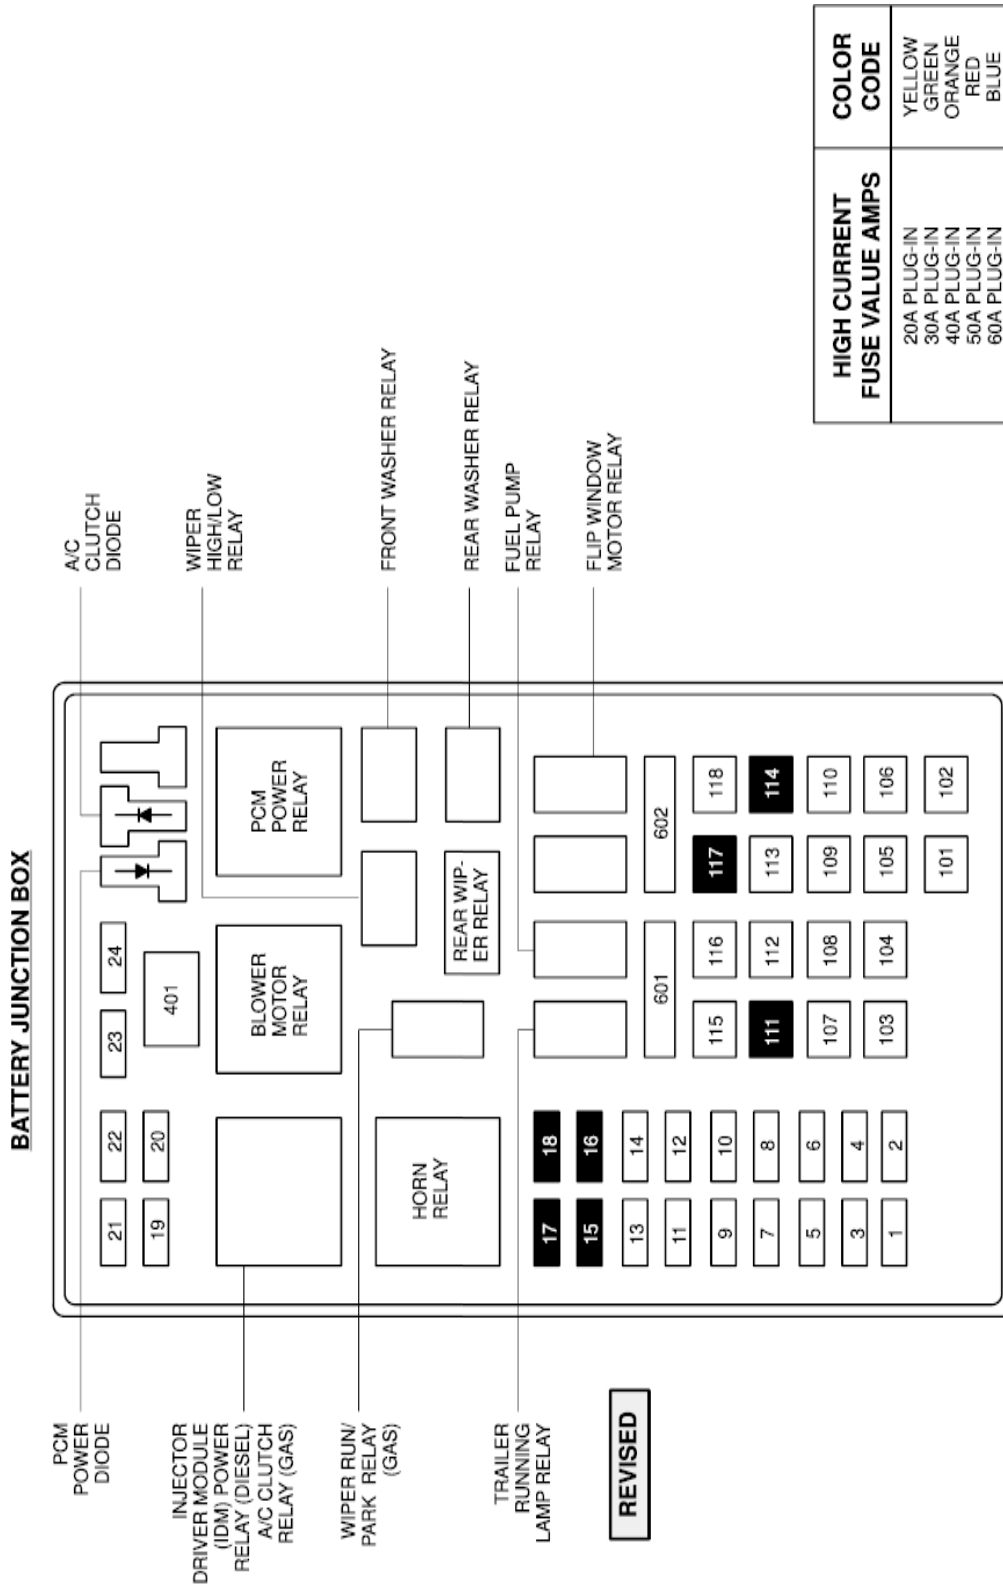 BATTERY JUNCTION BOX
PCM
POWER
DIODE
INJECTOR
DRIVER MODULE
(IDM) POWER
RELAY (DIESEL)
A/C CLUTCH
RELAY (GAS)
WIPER RUN/
PARK RELAY
(GAS)
TRAILER
RUNNING
LAMP RELAY
REVISED
21
22
23
24
19
20
401
BLOWER
MOTOR
RELAY
PCM
POWER
RELAY
HORN
RELAY
REAR WIP-
ER RELAY
17
18
15
16
13
14
11
12
9
10
7
8
5
6
3
4
1
2
601
602
115
116
117
118
111
112
113
114
107
108
109
110
103
104
105
106
101
102
A/C
CLUTCH
DIODE
WIPER
HIGH/LOW
RELAY
FRONT WASHER RELAY
REAR WASHER RELAY
FUEL PUMP
RELAY
FLIP WINDOW
MOTOR RELAY
HIGH CURRENT
FUSE VALUE AMPS
COLOR
CODE
20A PLUG-IN YELLOW
30A PLUG-IN GREEN
40A PLUG-IN ORANGE
50A PLUG-IN RED
60A PLUG-IN BLUE